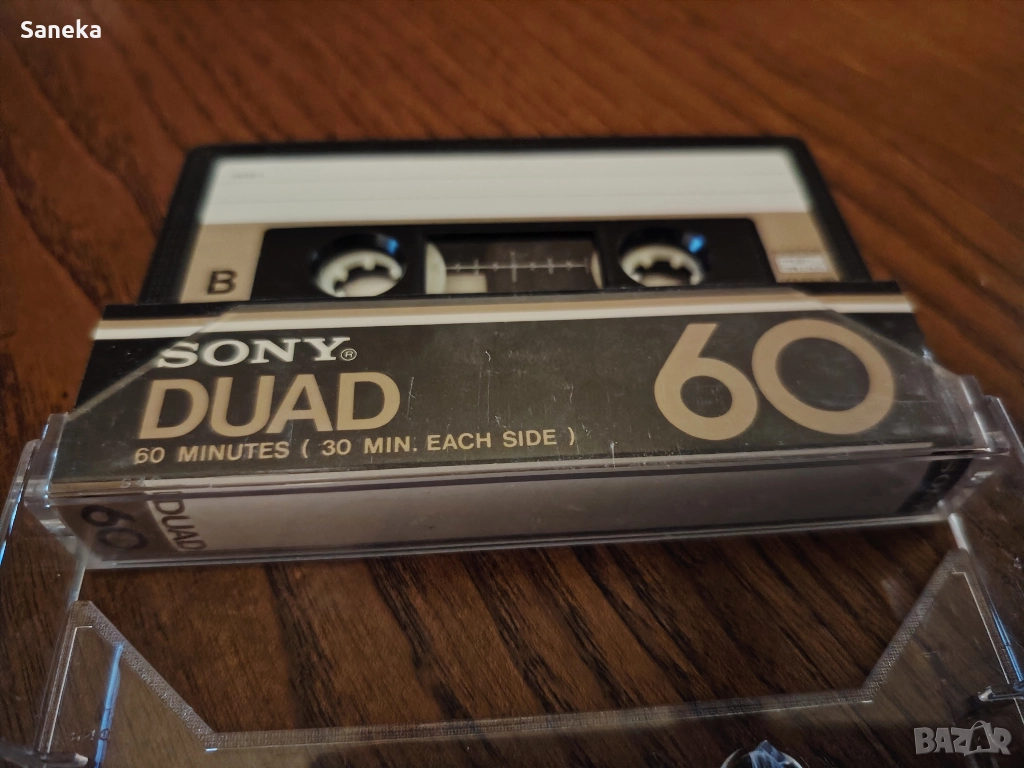 Saneka
B
SONY®
DUAD
60
60 MINUTES ( 30 MIN. EACH SIDE )
60 DUAD
BAZAR